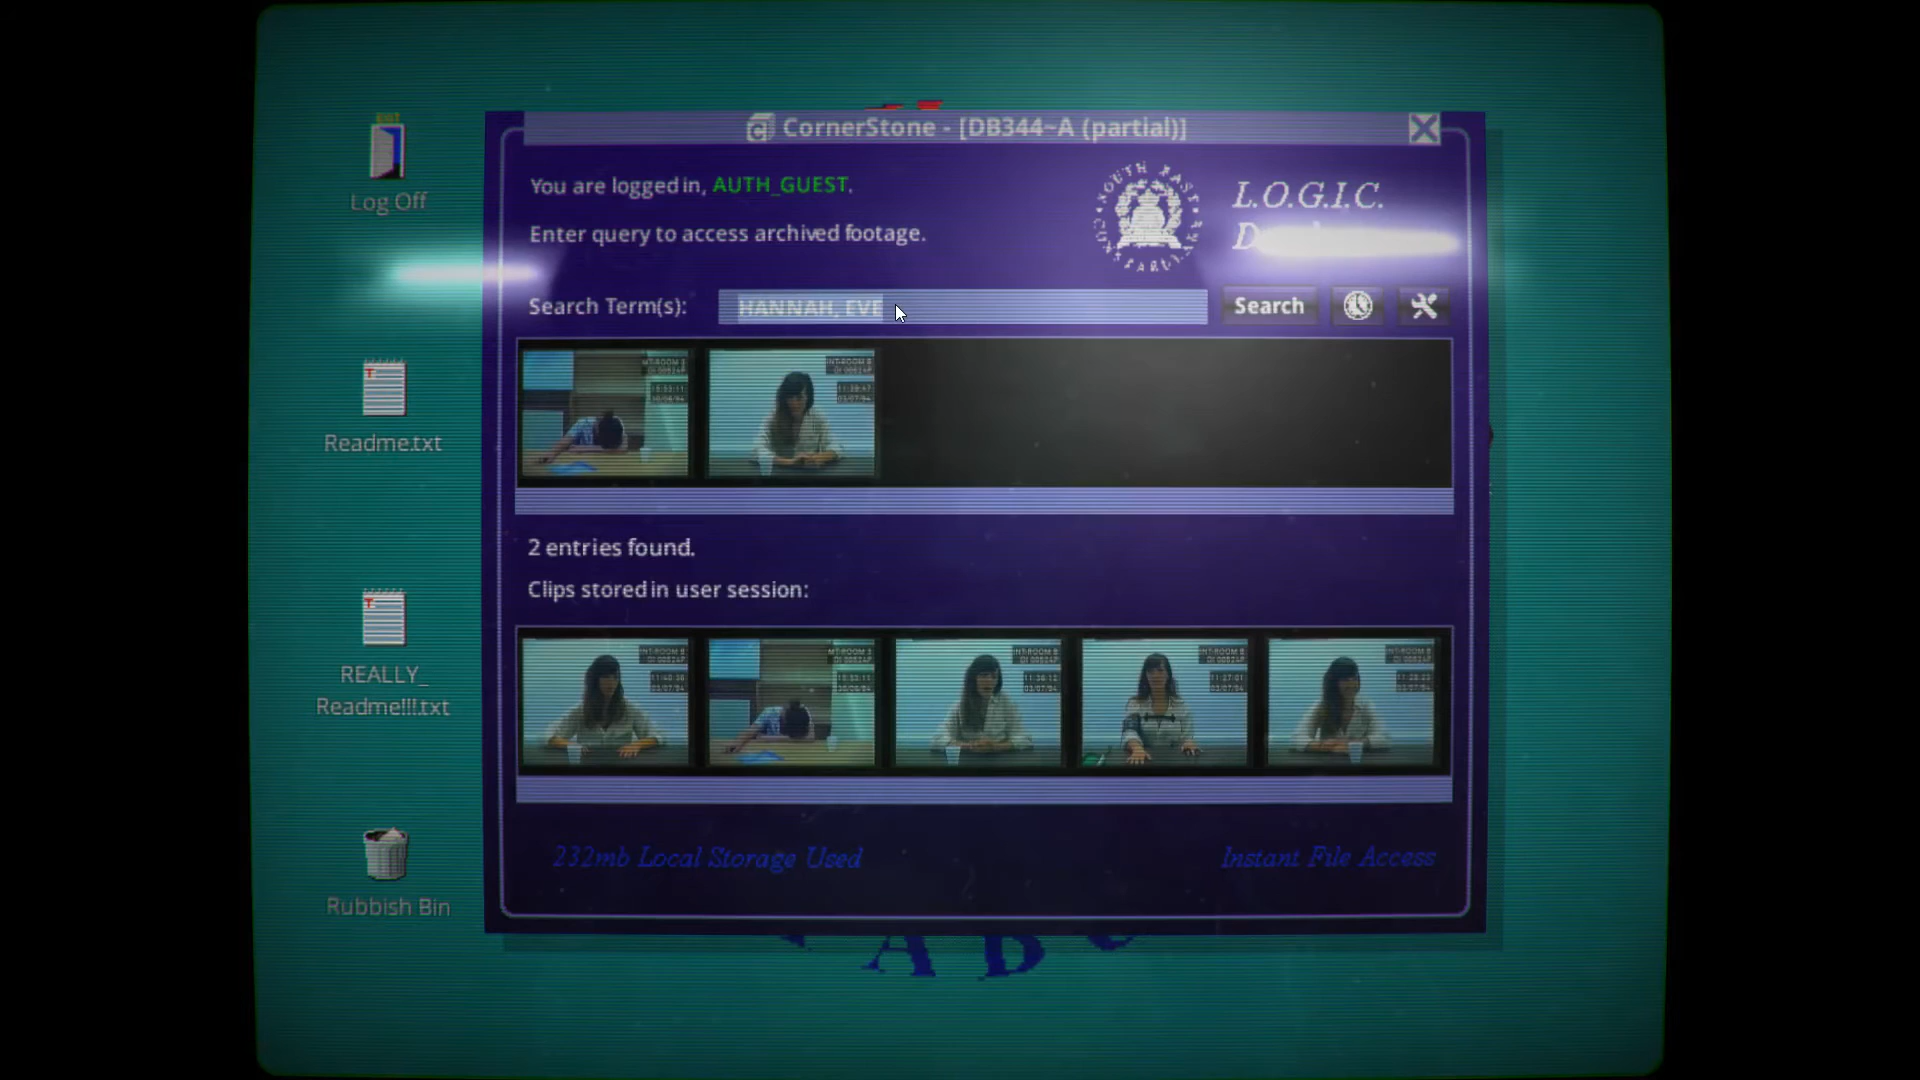 CornerStone - [DB344~A (partial)]
You are logged in, AUTH_GUEST.
L.O.G.I.C.
Enter query to access archived footage.
Search Term(s):
HANNAH, EVE
Search
Log Off
Readme.txt
2 entries found.
Clips stored in user session:
REALLY_
Readme!!!.txt
232mb Local Storage Used
Instant File Access
Rubbish Bin